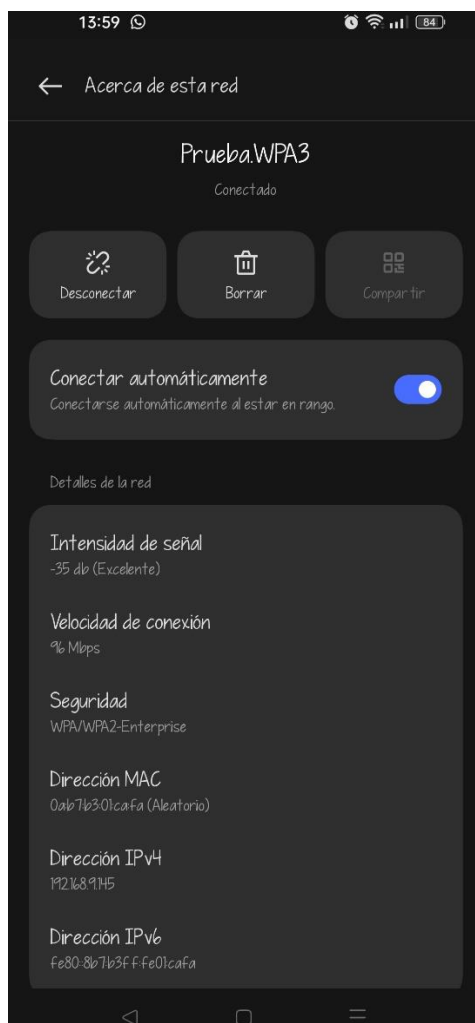 13:59
84
Acerca de esta red
Prueba.WPA3
Conectado
Desconectar
Borrar
Compartir
Conectar automáticamente
Conectarse automáticamente al estar en rango.
Detalles de la red
Intensidad de señal
-35 db (Excelente)
Velocidad de conexión
96 Mbps
Seguridad
WPA/WPA2-Enterprise
Dirección MAC
0a:b7:b3:01:ca:fa (Aleatorio)
Dirección IPv4
192.168.9.145
Dirección IPv6
fe80::8b7:b3ff:fe01:cafa